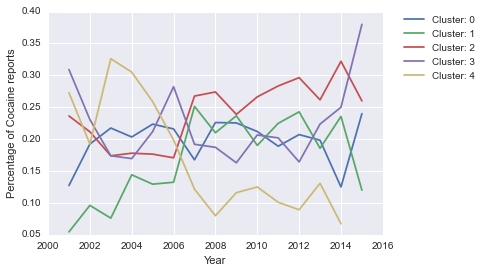 0.40
0.35
0.30
0.25
0.20
0.15
0.10
0.05
Percentage of Cocaine reports
2000 2002 2004 2006 2008 2010 2012 2014 2016
Year
Cluster: 0
Cluster: 1
Cluster: 2
Cluster: 3
Cluster: 4